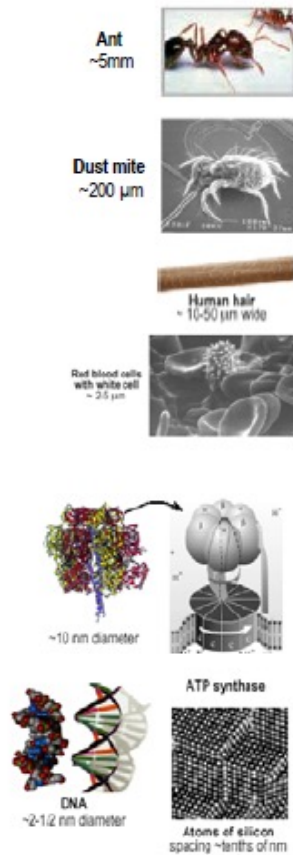 Ant
~5mm
Dust mite
~200 µm
Human hair
~ 10-50 µm wide
Red blood cells
with white cell
~ 2-5 µm
~10 nm diameter
ATP synthase
DNA
~2-1/2 nm diameter
Atoms of silicon
spacing ~tenths of nm